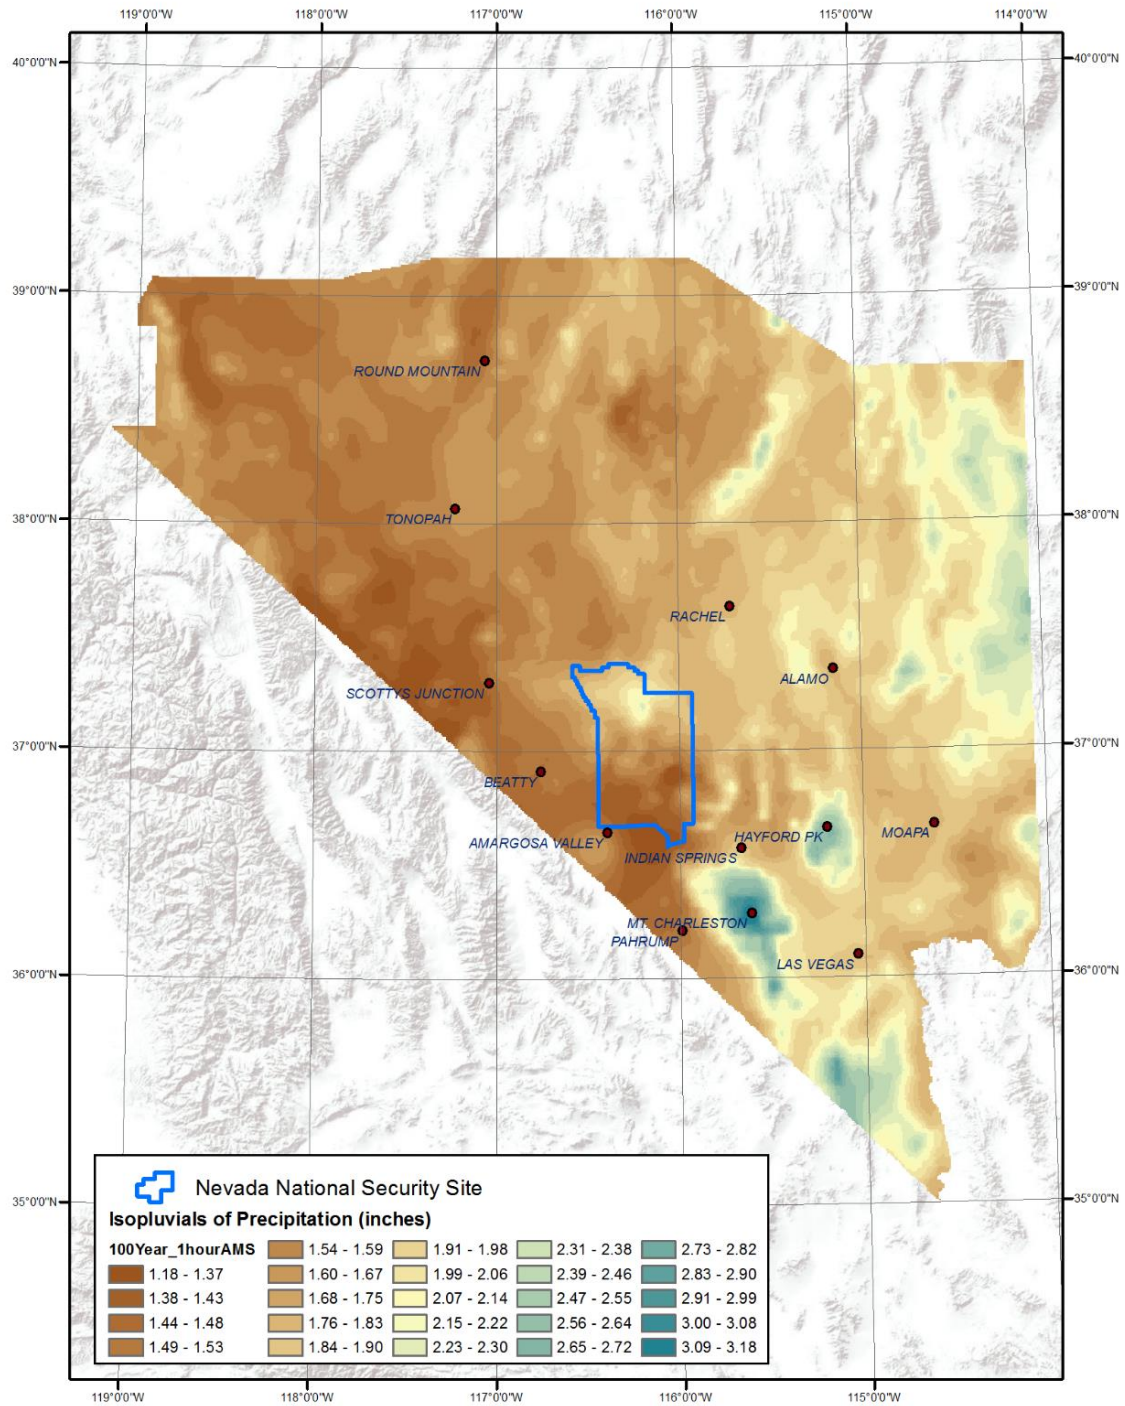 119°0'0"W 118°0'0"W 117°0'0"W 116°0'0"W 115°0'0"W 114°0'0"W
40°0'0"N 40°0'0"N
39°0'0"N 39°0'0"N
ROUND MOUNTAIN
TONOPAH
38°0'0"N 38°0'0"N
RACHEL
ALAMO
SCOTTYS JUNCTION
37°0'0"N 37°0'0"N
BEATTY
HAYFORD PK
MOAPA
AMARGOSA VALLEY
INDIAN SPRINGS
MT. CHARLESTON
PAHRUMP
LAS VEGAS
36°0'0"N 36°0'0"N
35°0'0"N 35°0'0"N
Nevada National Security Site
Isopluvials of Precipitation (inches)
100Year_1hourAMS
1.18 - 1.37
1.38 - 1.43
1.44 - 1.48
1.49 - 1.53
1.54 - 1.59
1.60 - 1.67
1.68 - 1.75
1.76 - 1.83
1.84 - 1.90
1.91 - 1.98
1.99 - 2.06
2.07 - 2.14
2.15 - 2.22
2.23 - 2.30
2.31 - 2.38
2.39 - 2.46
2.47 - 2.55
2.56 - 2.64
2.65 - 2.72
2.73 - 2.82
2.83 - 2.90
2.91 - 2.99
3.00 - 3.08
3.09 - 3.18
119°0'0"W 118°0'0"W 117°0'0"W 116°0'0"W 115°0'0"W